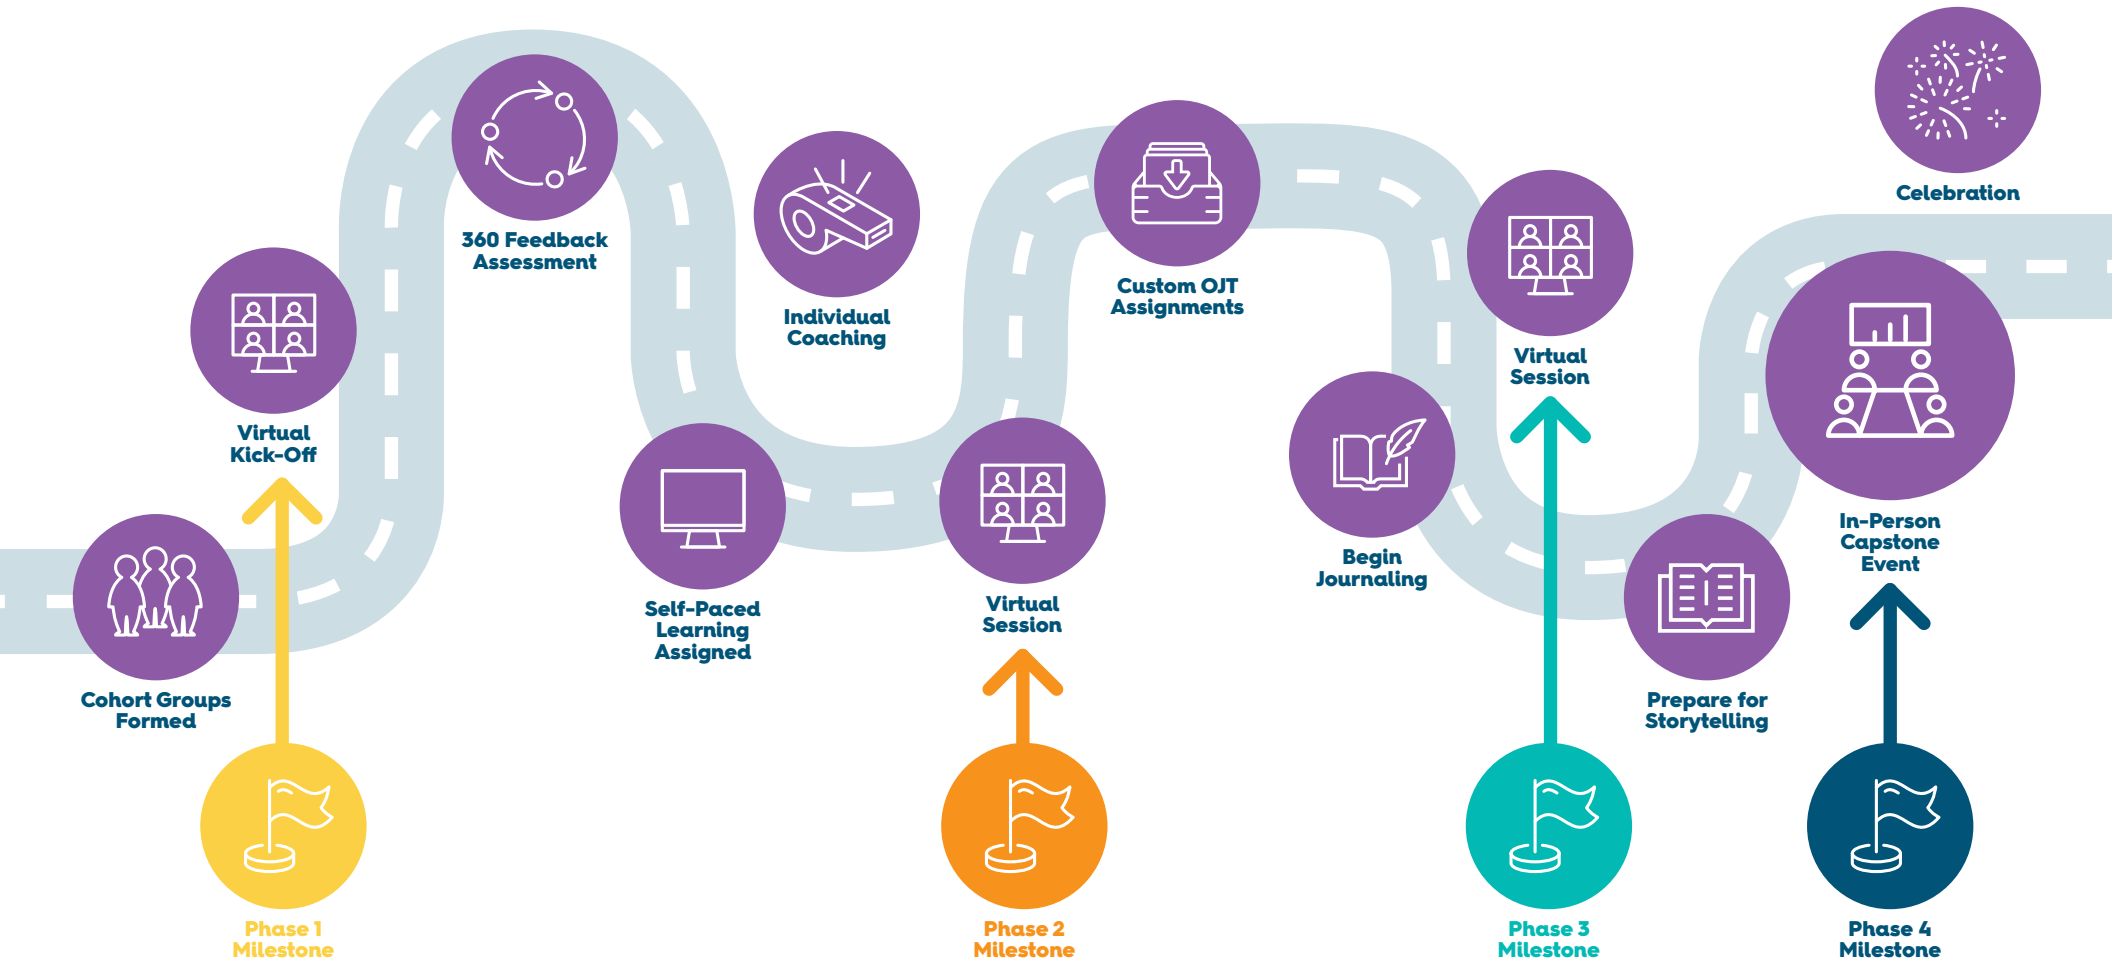 Celebration
360 Feedback
Assessment
Custom OJT
Assignments
Individual
Coaching
Virtual
Session
Virtual
Kick-Off
In-Person
Capstone
Event
Begin
Journaling
Self-Paced
Learning
Assigned
Virtual
Session
Cohort Groups
Formed
Prepare for
Storytelling
Phase 1
Milestone
Phase 2
Milestone
Phase 3
Milestone
Phase 4
Milestone